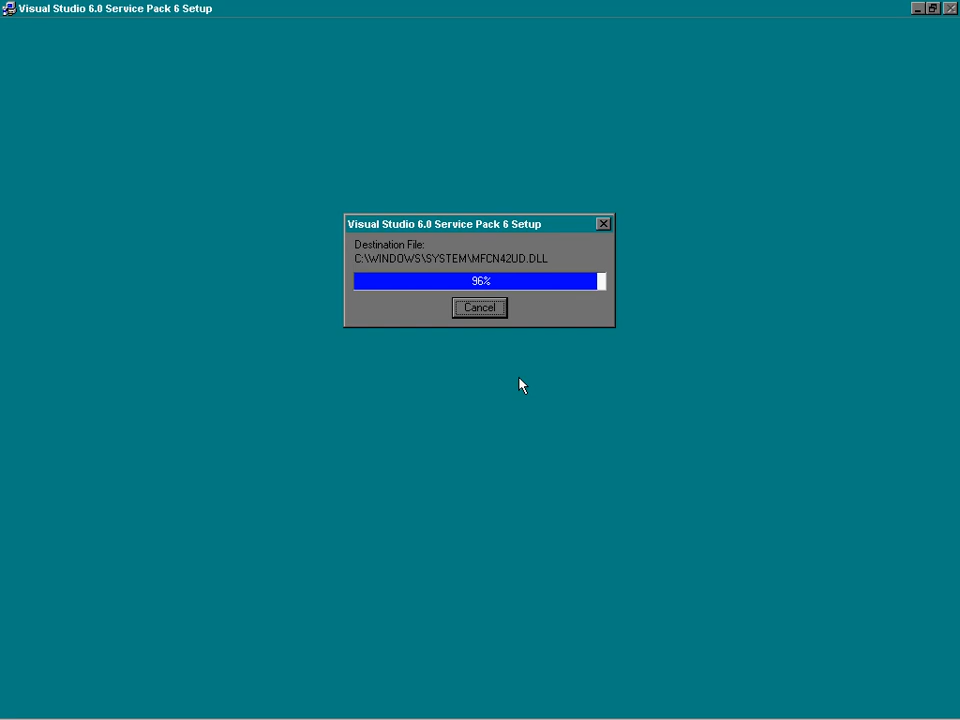 Visual Studio 6.0 Service Pack 6 Setup
Visual Studio 6.0 Service Pack 6 Setup
Destination File:
C:\WINDOWS\SYSTEM\MFCN42UD.DLL
96%
Cancel